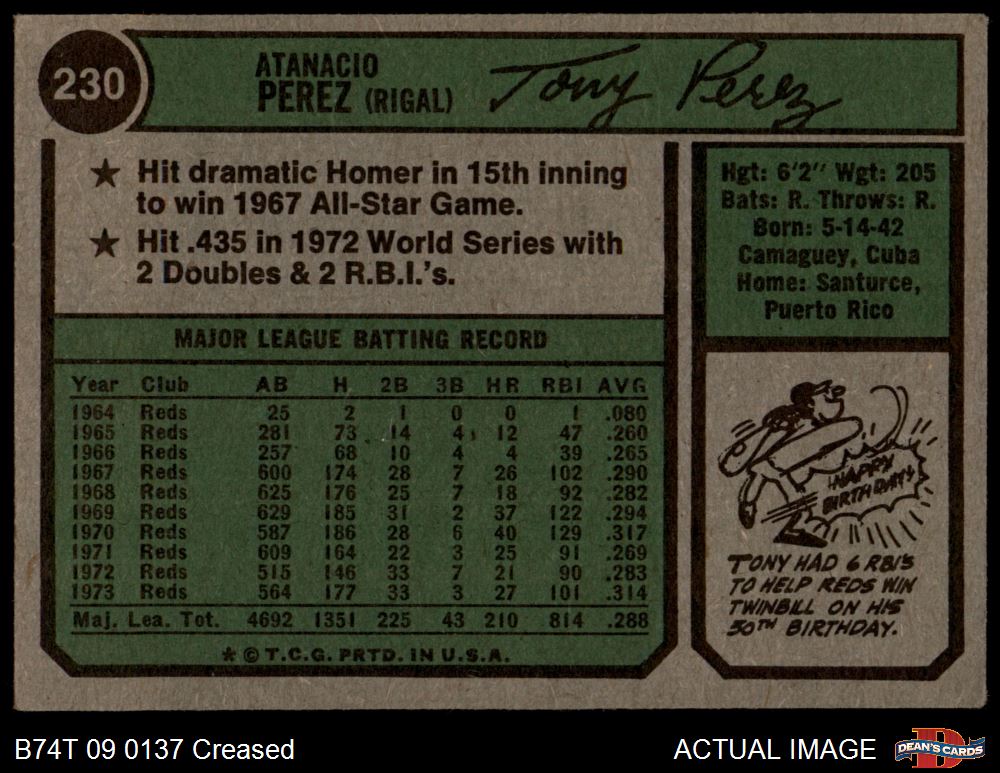 230
ATANACIO
PEREZ (RIGAL)
Tony Perez
★ Hit dramatic Homer in 15th inning
to win 1967 All-Star Game.
★ Hit .435 in 1972 World Series with
2 Doubles & 2 R.B.I.'s.
Hgt: 6'2" Wgt: 205
Bats: R. Throws: R.
Born: 5-14-42
Camaguey, Cuba
Home: Santurce,
Puerto Rico
MAJOR LEAGUE BATTING RECORD
Year Club AB H 2B 3B HR RBI AVG
1964 Reds 25 2 1 0 0 1 .080
1965 Reds 281 73 14 4 12 47 .260
1966 Reds 257 68 10 4 4 39 .265
1967 Reds 600 174 28 7 26 102 .290
1968 Reds 625 176 25 7 18 92 .282
1969 Reds 629 185 31 2 37 122 .294
1970 Reds 587 186 28 6 40 129 .317
1971 Reds 609 164 22 3 25 91 .269
1972 Reds 515 146 33 7 21 90 .283
1973 Reds 564 177 33 3 27 101 .314
Maj. Lea. Tot. 4692 1351 225 43 210 814 .288
★ © T.C.G. PRTD. IN U.S.A.
HAPPY
BIRTHDAY!
TONY HAD 6 RBI'S
TO HELP REDS WIN
TWINBILL ON HIS
30TH BIRTHDAY.
B74T 09 0137 Creased
ACTUAL IMAGE
D
DEAN'S CARDS